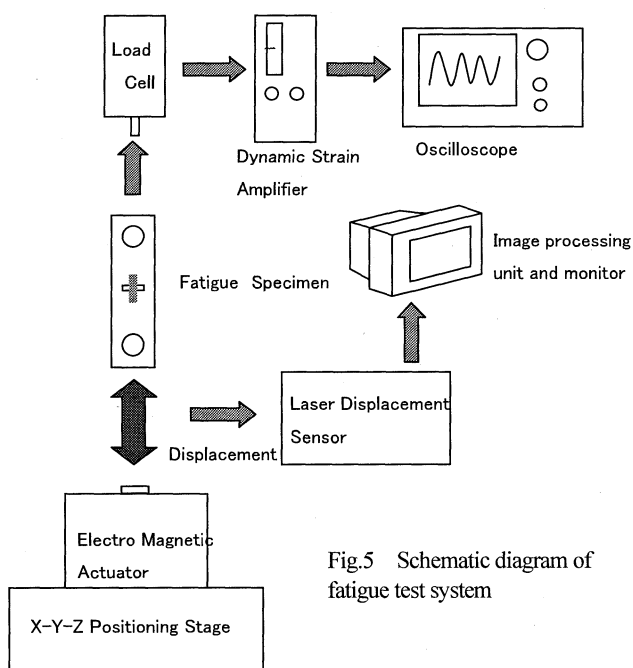 Load
Cell
Dynamic Strain
Amplifier
Oscilloscope
Fatigue Specimen
Image processing
unit and monitor
Laser Displacement
Sensor
Displacement
Electro Magnetic
Actuator
X-Y-Z Positioning Stage
Fig.5 Schematic diagram of
fatigue test system